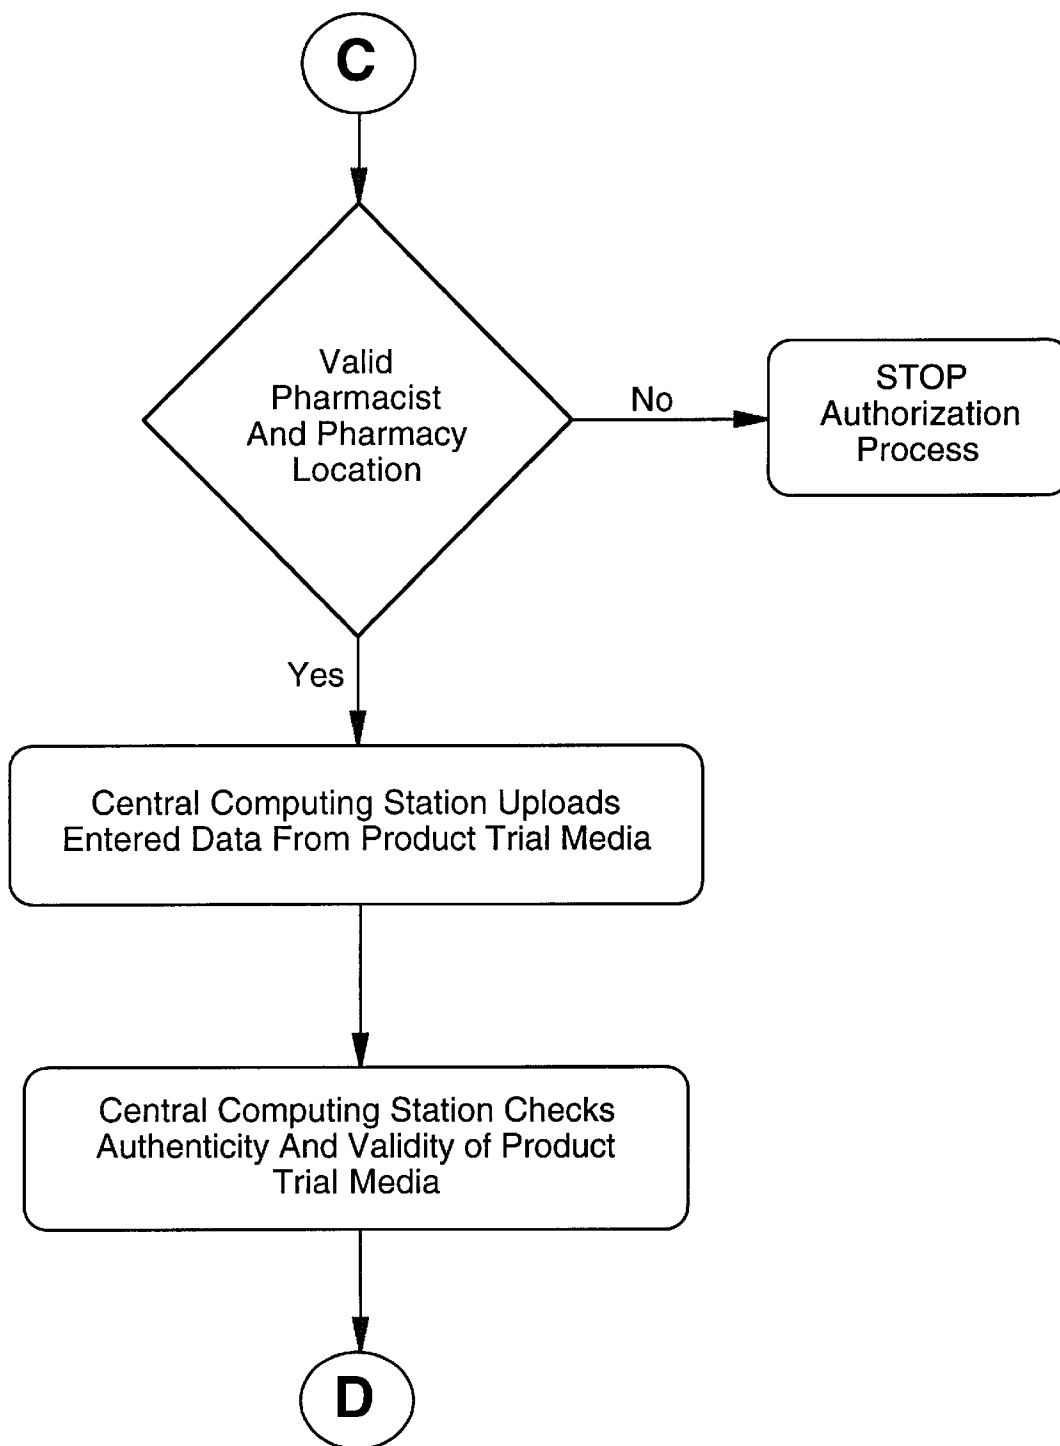 C
Valid
Pharmacist
And Pharmacy
Location
No
STOP
Authorization
Process
Yes
Central Computing Station Uploads
Entered Data From Product Trial Media
Central Computing Station Checks
Authenticity And Validity of Product
Trial Media
D